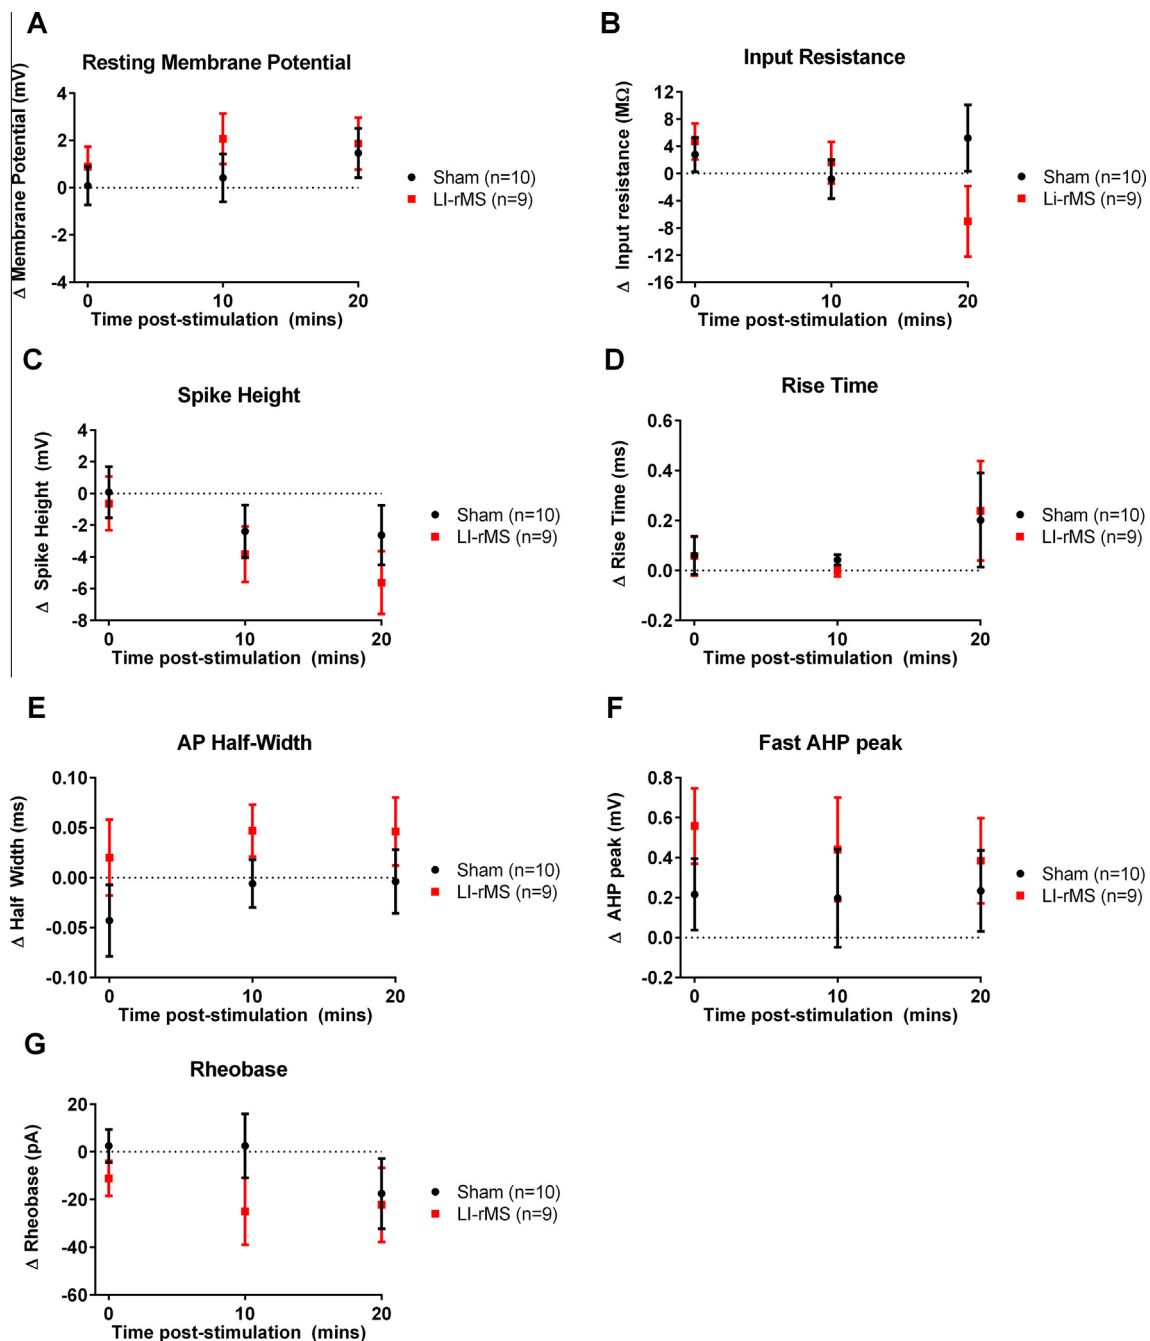 A
Resting Membrane Potential
Δ Membrane Potential (mV)
4
2
0
-2
-4
0 10 20
Time post-stimulation (mins)
Sham (n=10)
LI-rMS (n=9)
B
Input Resistance
Δ Input resistance (MΩ)
12
8
4
0
-4
-8
-12
-16
0 10 20
Time post-stimulation (mins)
Sham (n=10)
Li-rMS (n=9)
C
Spike Height
Δ Spike Height (mV)
4
2
0
-2
-4
-6
-8
0 10 20
Time post-stimulation (mins)
Sham (n=10)
LI-rMS (n=9)
D
Rise Time
Δ Rise Time (ms)
0.6
0.4
0.2
0.0
-0.2
0 10 20
Time post-stimulation (mins)
Sham (n=10)
LI-rMS (n=9)
E
AP Half-Width
Δ Half Width (ms)
0.10
0.05
0.00
-0.05
-0.10
0 10 20
Time post-stimulation (mins)
Sham (n=10)
LI-rMS (n=9)
F
Fast AHP peak
Δ AHP peak (mV)
0.8
0.6
0.4
0.2
0.0
-0.2
0 10 20
Time post-stimulation (mins)
Sham (n=10)
LI-rMS (n=9)
G
Rheobase
Δ Rheobase (pA)
20
0
-20
-40
-60
0 10 20
Time post-stimulation (mins)
Sham (n=10)
LI-rMS (n=9)